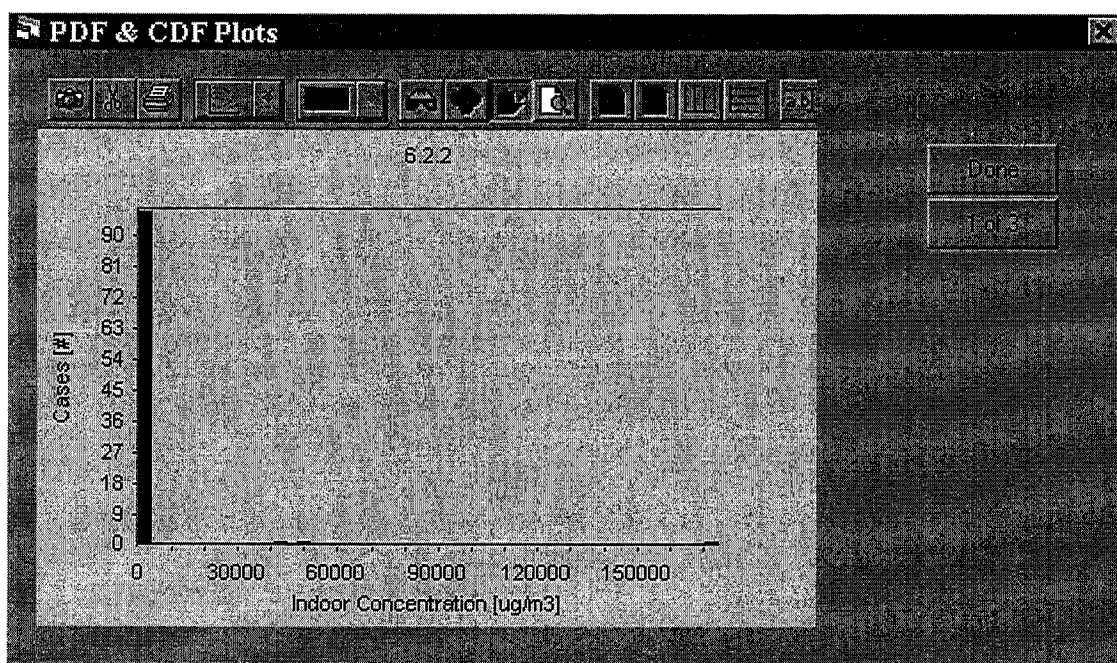 PDF & CDF Plots
6.2.2
Done
1 of 3
Cases [#]
90
81
72
63
54
45
36
27
18
9
0
0 30000 60000 90000 120000 150000
Indoor Concentration [ug/m3]